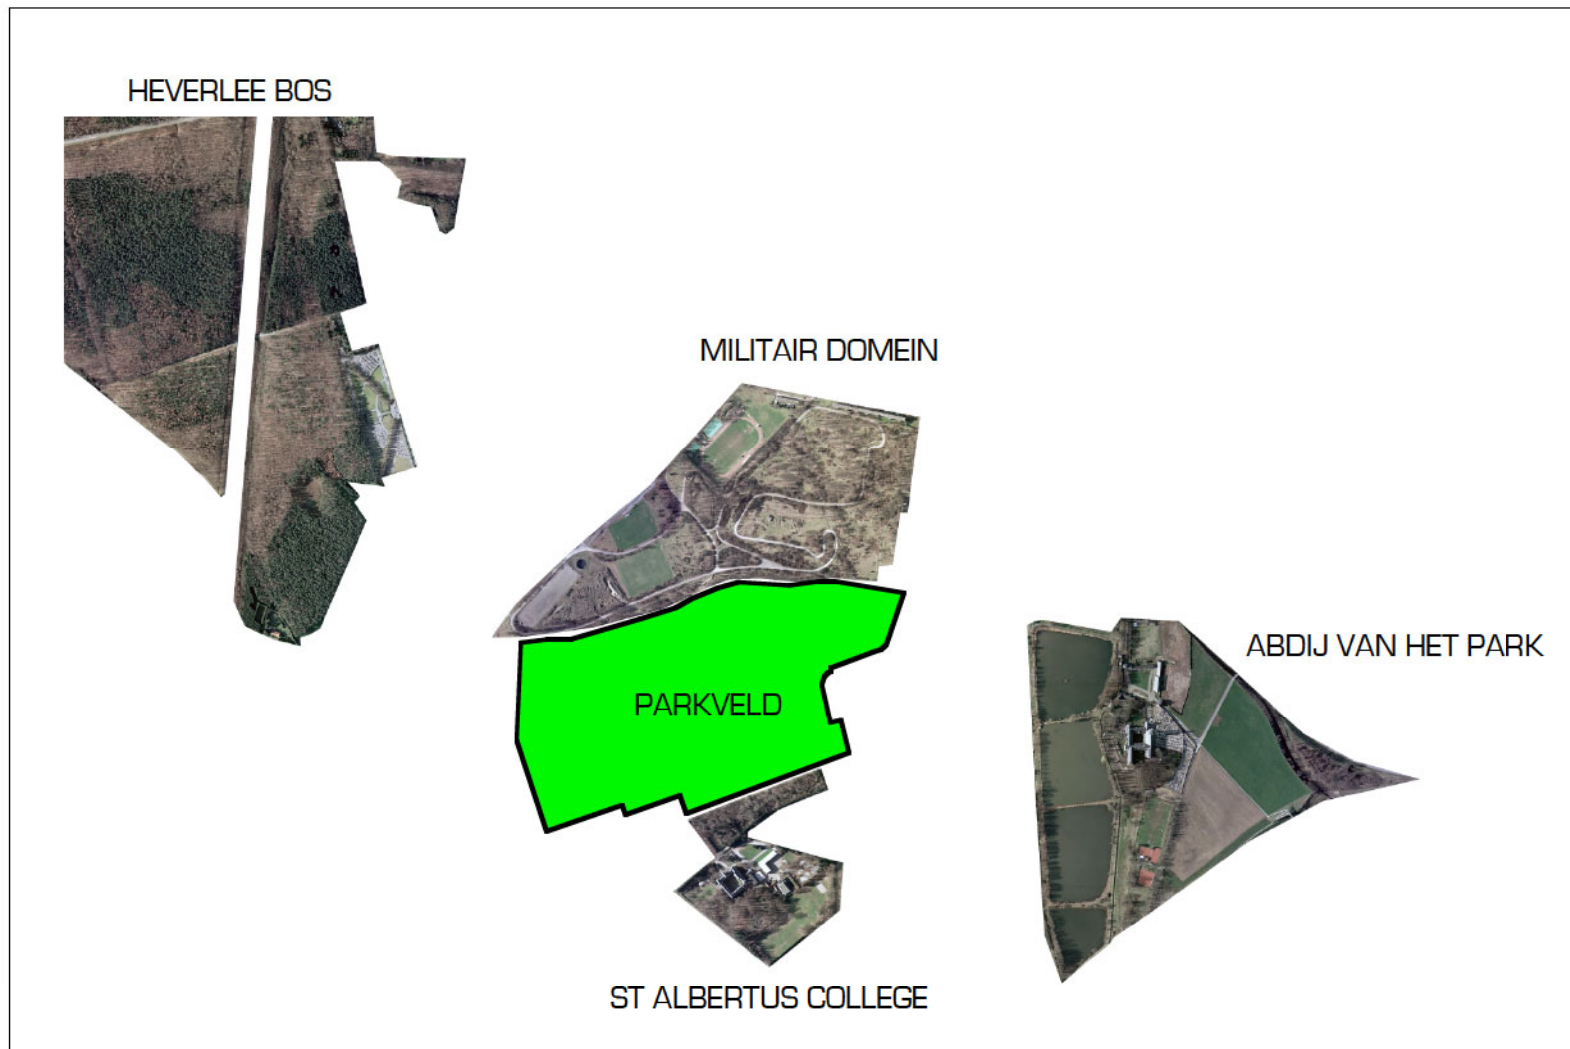 HEVERLEE BOS
MILITAIR DOMEIN
ABDIJ VAN HET PARK
PARKVELD
ST ALBERTUS COLLEGE